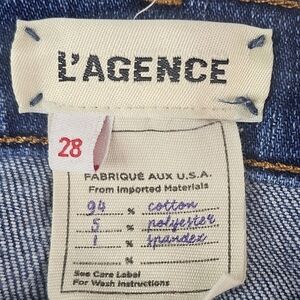 L'AGENCE
28
FABRIQUÉ AUX U.S.A.
From Imported Materials
94 % cotton
5 % polyester
1 % spandex
%
See Care Label
For Wash Instructions